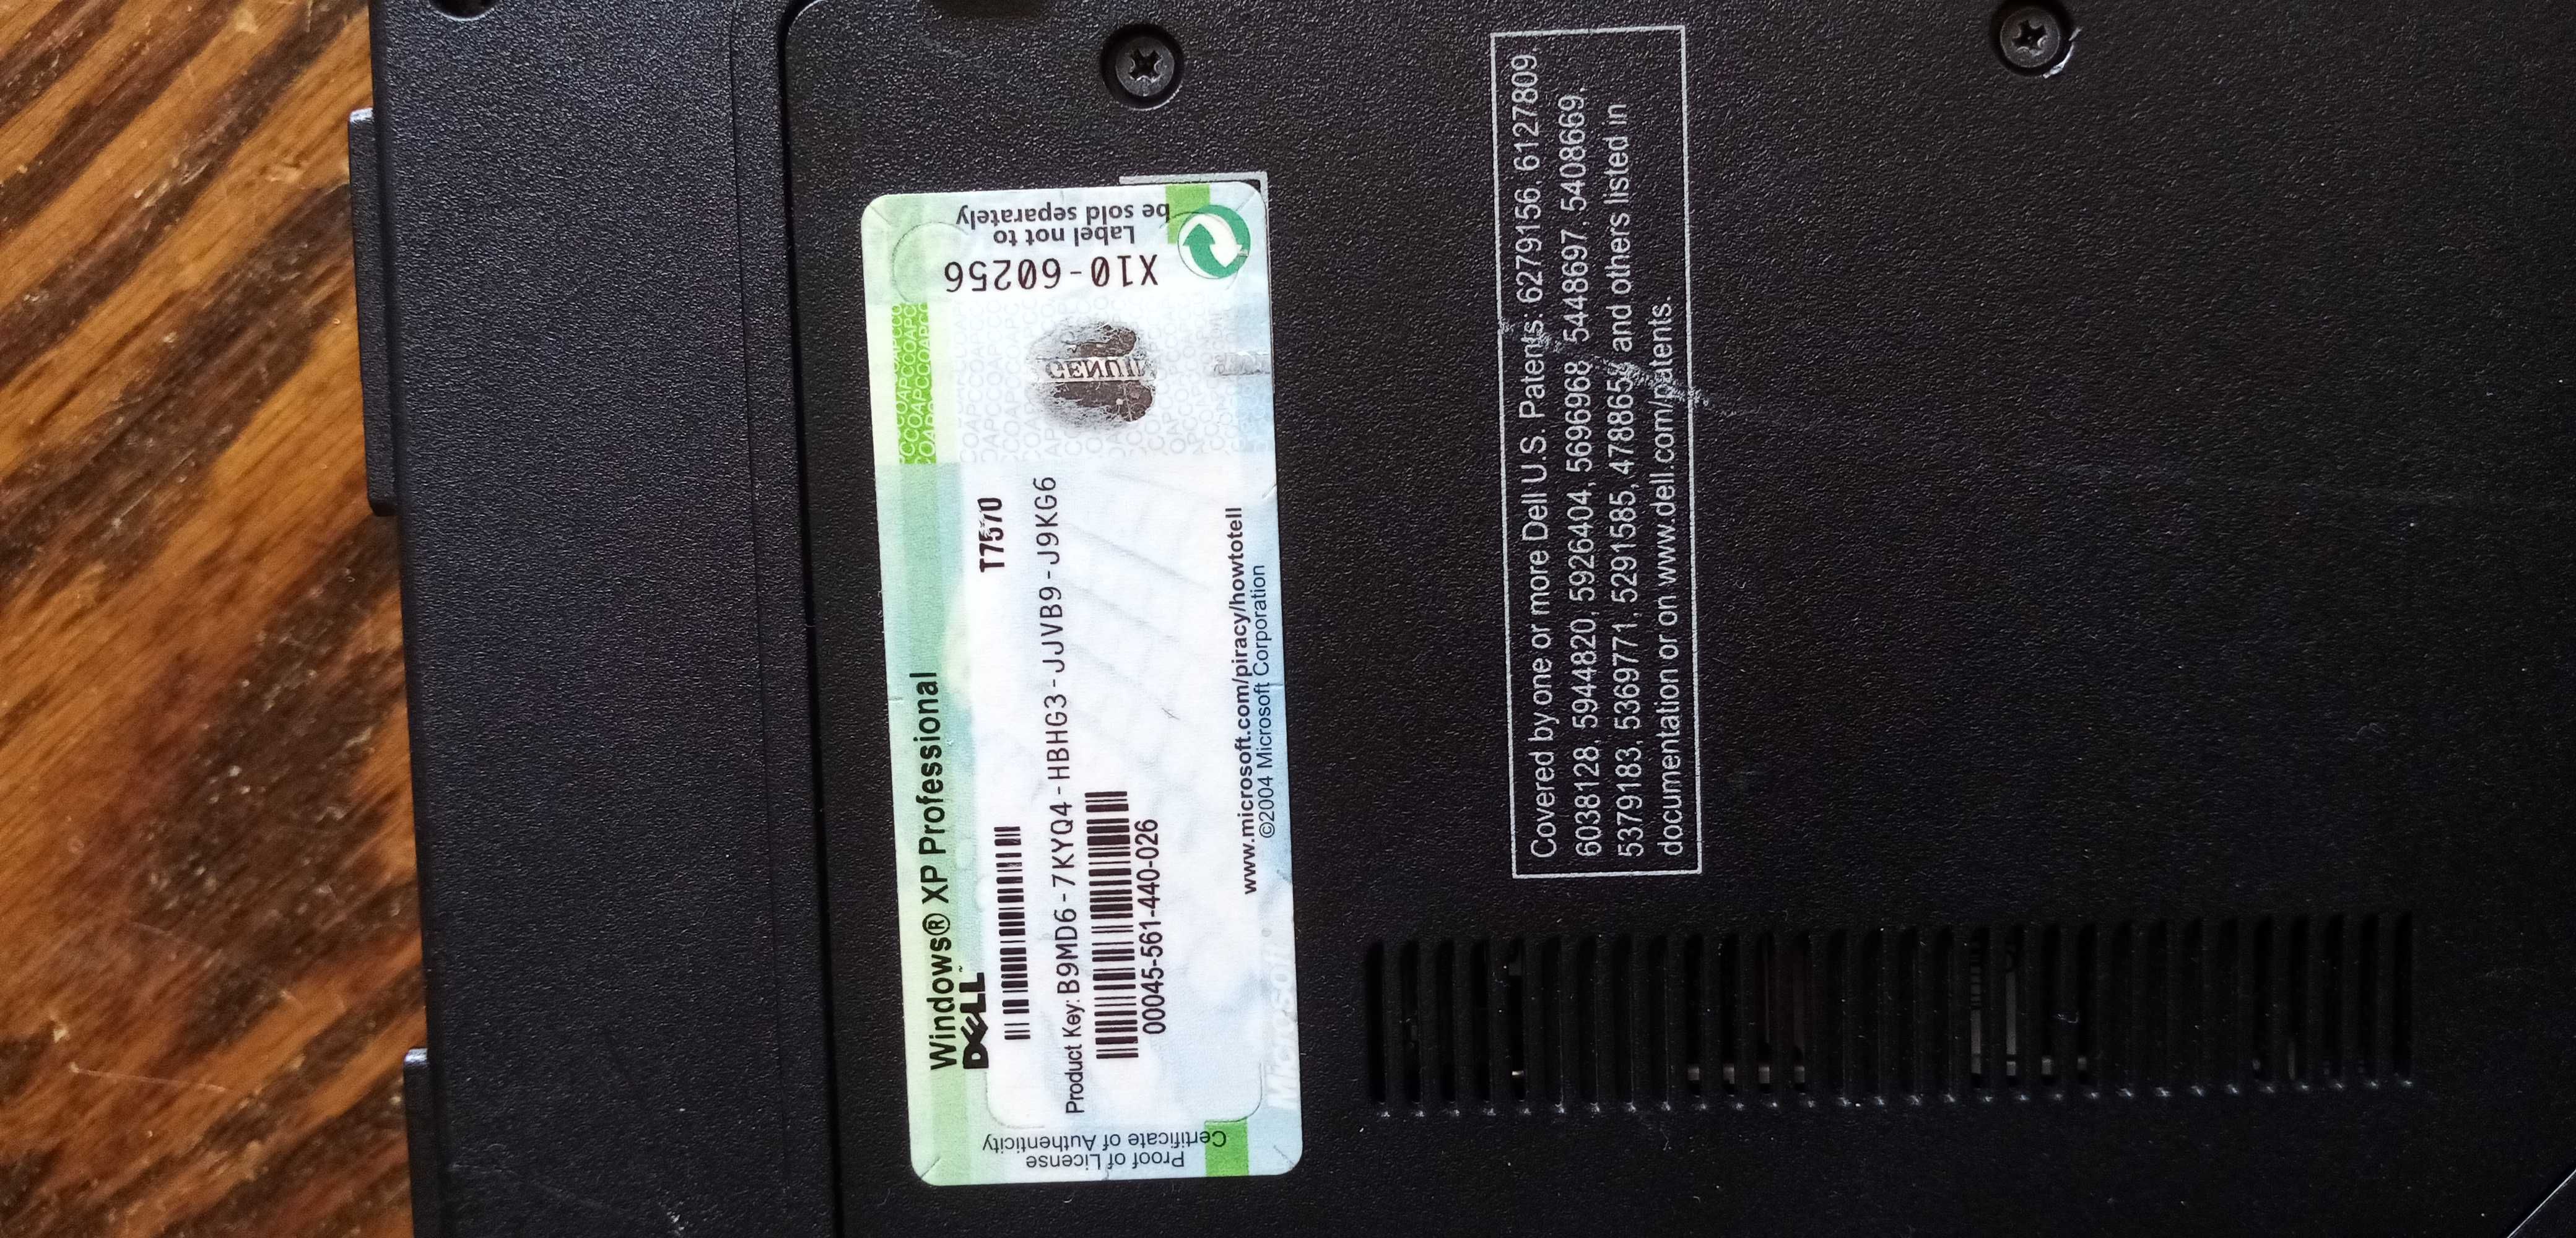 Windows® XP Professional
DELL™
T7570
Product Key: B9MD6-7KYQ4-HBHG3-JJVB9-J9KG6
00045-561-440-026
www.microsoft.com/piracy/howtotell
©2004 Microsoft Corporation
Microsoft®
Proof of License
Certificate of Authenticity
GENUINE
X10-60256
Label not to
be sold separately
Covered by one or more Dell U.S. Patents: 6279156, 6127809,
6038128, 5944820, 5926404, 5696968, 5448697, 5408669,
5379183, 5369771, 5291585, 4788658 and others listed in
documentation or on www.dell.com/patents.